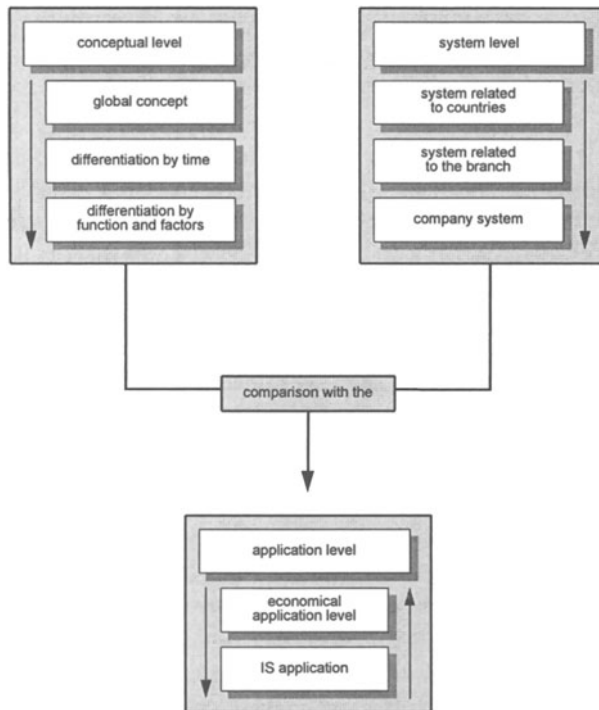 conceptual level
global concept
differentiation by time
differentiation by
function and factors
system level
system related
to countries
system related
to the branch
company system
comparison with the
application level
economical
application level
IS application